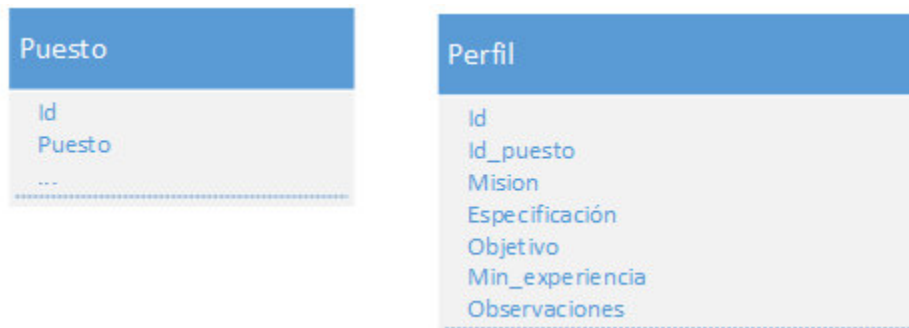 Puesto
Id
Puesto
...
Perfil
Id
Id_puesto
Mision
Especificación
Objetivo
Min_experiencia
Observaciones